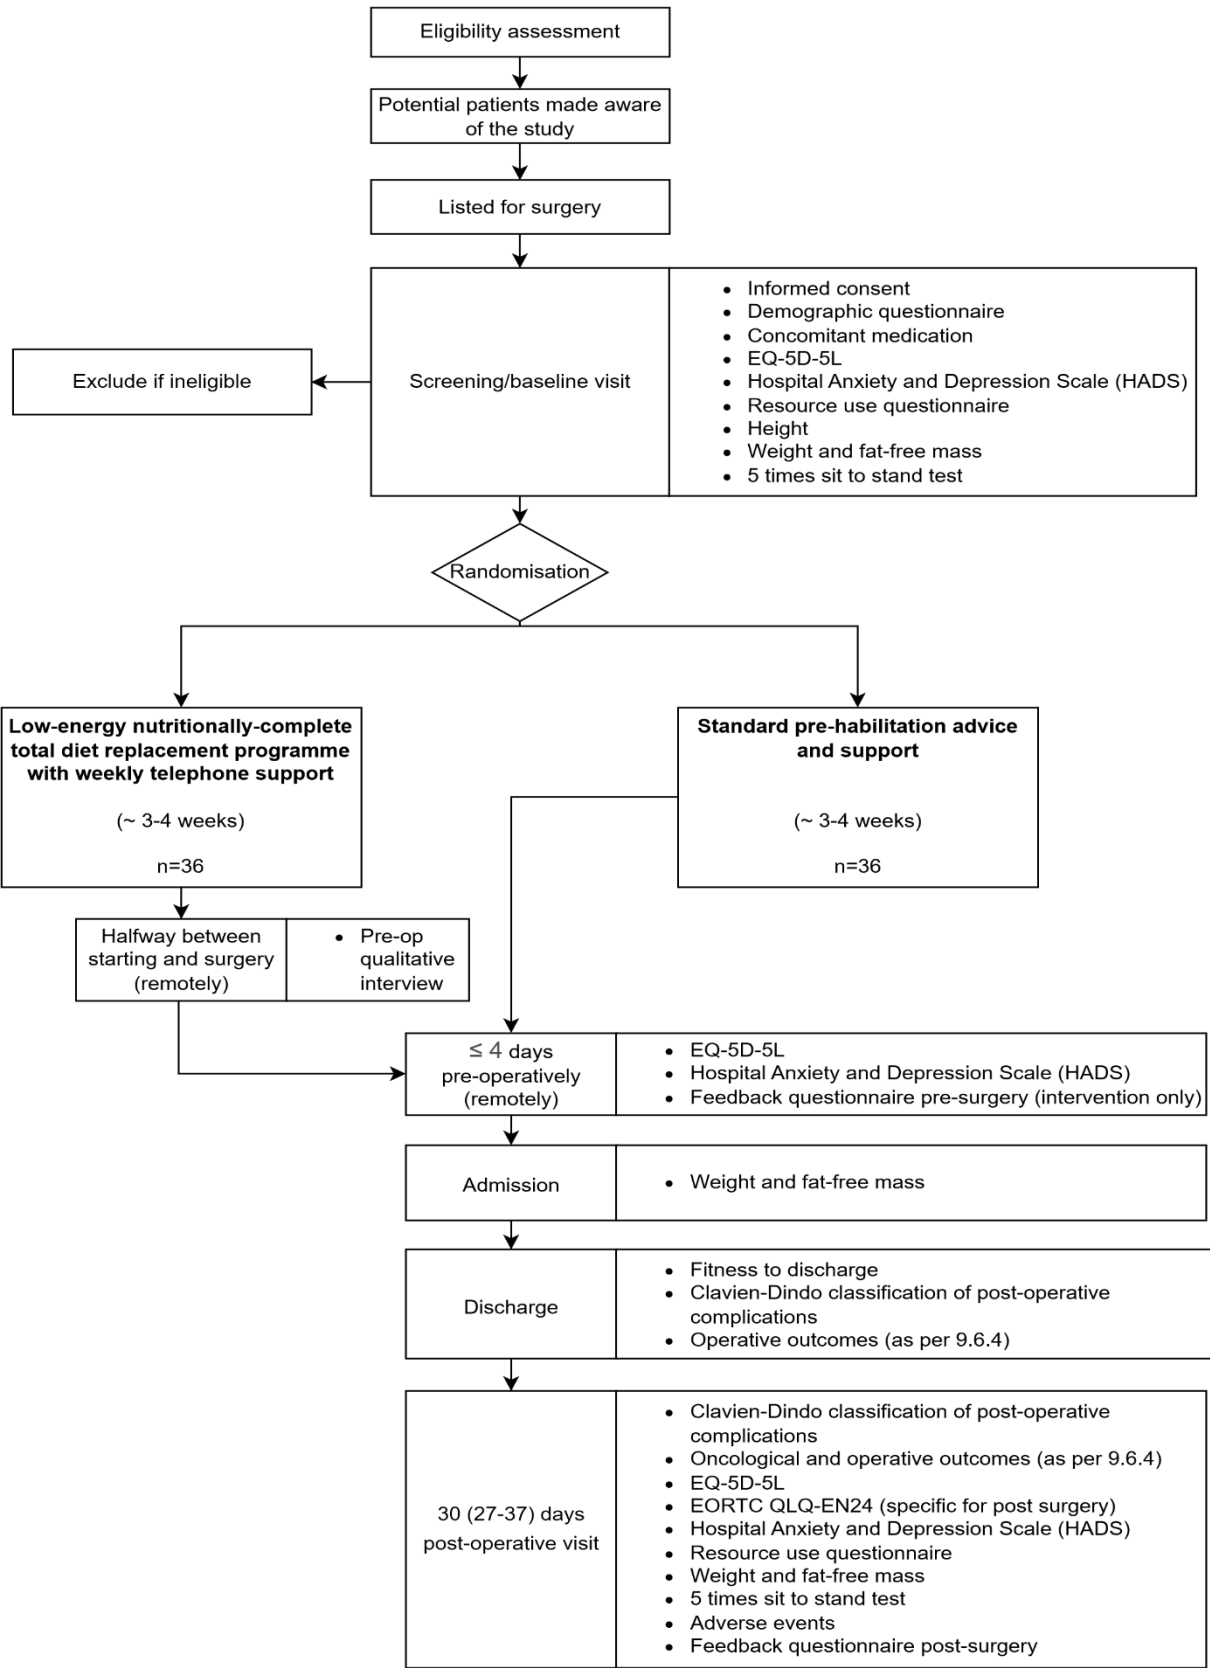 Eligibility assessment
Potential patients made aware
of the study
Listed for surgery
Screening/baseline visit
• Informed consent
• Demographic questionnaire
• Concomitant medication
• EQ-5D-5L
• Hospital Anxiety and Depression Scale (HADS)
• Resource use questionnaire
• Height
• Weight and fat-free mass
• 5 times sit to stand test
Exclude if ineligible
Randomisation
Low-energy nutritionally-complete
total diet replacement programme
with weekly telephone support
(~ 3-4 weeks)
n=36
Standard pre-habilitation advice
and support
(~ 3-4 weeks)
n=36
Halfway between
starting and surgery
(remotely)
• Pre-op
qualitative
interview
≤ 4 days
pre-operatively
(remotely)
• EQ-5D-5L
• Hospital Anxiety and Depression Scale (HADS)
• Feedback questionnaire pre-surgery (intervention only)
Admission
• Weight and fat-free mass
Discharge
• Fitness to discharge
• Clavien-Dindo classification of post-operative
complications
• Operative outcomes (as per 9.6.4)
30 (27-37) days
post-operative visit
• Clavien-Dindo classification of post-operative
complications
• Oncological and operative outcomes (as per 9.6.4)
• EQ-5D-5L
• EORTC QLQ-EN24 (specific for post surgery)
• Hospital Anxiety and Depression Scale (HADS)
• Resource use questionnaire
• Weight and fat-free mass
• 5 times sit to stand test
• Adverse events
• Feedback questionnaire post-surgery